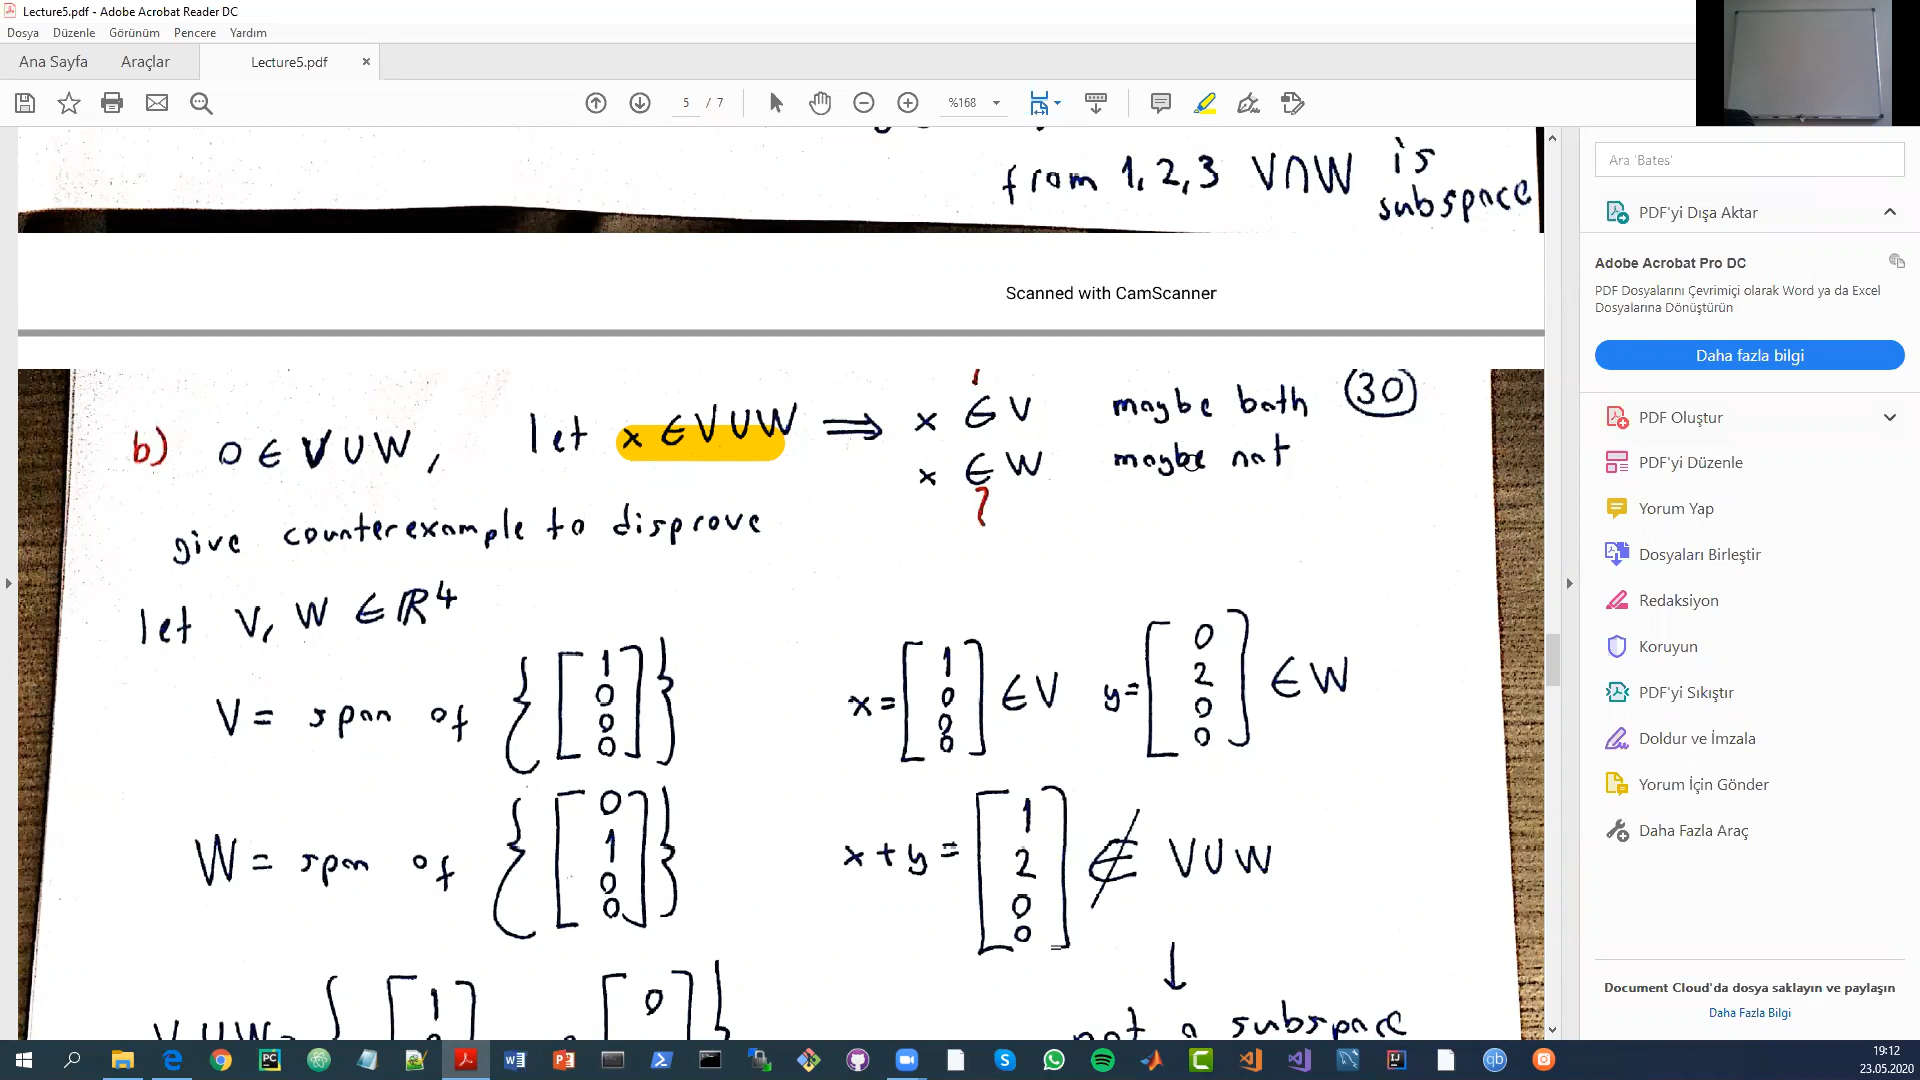 Lecture5.pdf - Adobe Acrobat Reader DC
Dosya Düzenle Görünüm Pencere Yardım
Ana Sayfa Araçlar Lecture5.pdf ×
5 / 7 %168
from 1, 2, 3 V∩W is
subspace
Scanned with CamScanner
b) 0 ∈ V U W, let x ∈ V U W ⟹ x ∈ V maybe both 30
x ∈ W maybe not
?
give counterexample to disprove
let V, W ∈ ℝ⁴
V = span of { [ 1 0 0 0 ] } x = [ 1 0 0 0 ] ∈ V y = [ 0 2 0 0 ] ∈ W
W = span of { [ 0 1 0 0 ] } x + y = [ 1 2 0 0 ] ∉ V U W
↓
V U W = { [ 1 0 } not a subspace
Ara 'Bates'
PDF'yi Dışa Aktar
Adobe Acrobat Pro DC
PDF Dosyalarını Çevrimiçi olarak Word ya da Excel
Dosyalarına Dönüştürün
Daha fazla bilgi
PDF Oluştur
PDF'yi Düzenle
Yorum Yap
Dosyaları Birleştir
Redaksiyon
Koruyun
PDF'yi Sıkıştır
Doldur ve İmzala
Yorum İçin Gönder
Daha Fazla Araç
Document Cloud'da dosya saklayın ve paylaşın
Daha Fazla Bilgi
19:12
23.05.2020